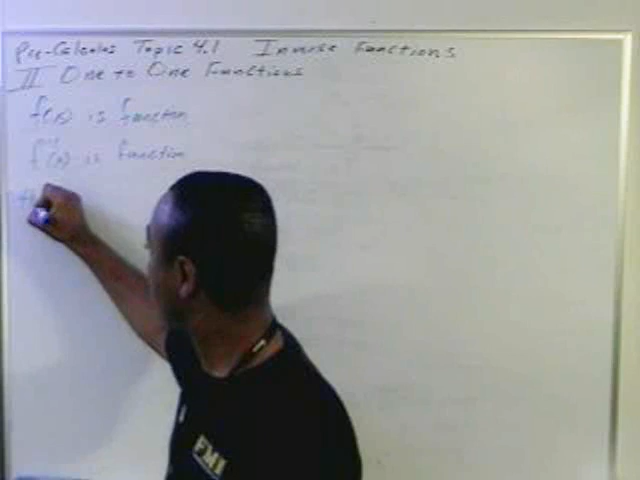 Pre-Calculus Topic 4.1 Inverse Functions
II One to One Functions
f(x) is function
f⁻¹(x) is function